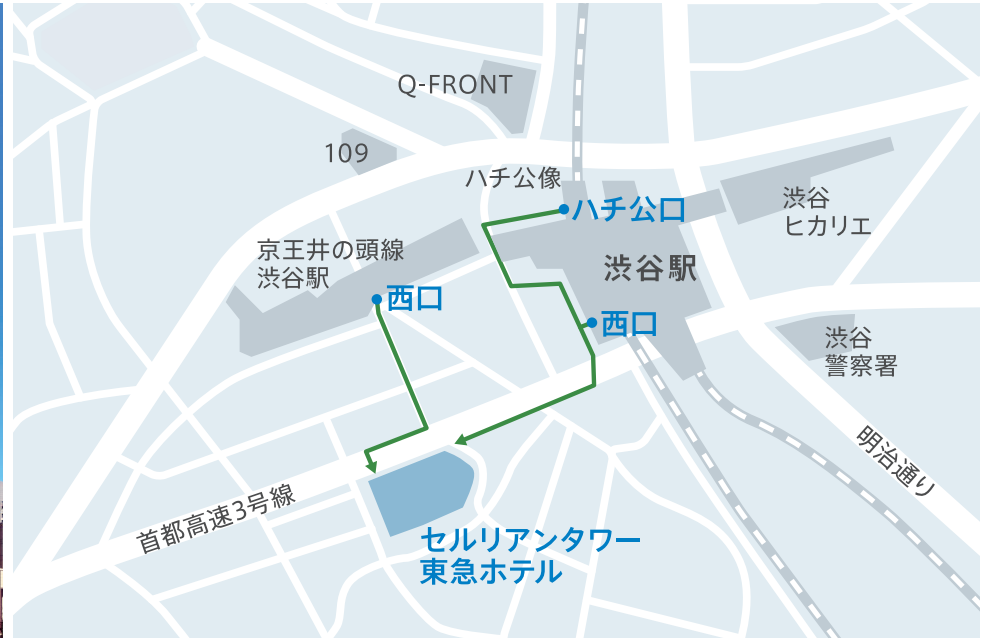 Q-FRONT
109
ハチ公像
ハチ公口
渋谷
ヒカリエ
京王井の頭線
渋谷駅
渋谷駅
西口
西口
渋谷
警察署
明治通り
首都高速3号線
セルリアンタワー
東急ホテル